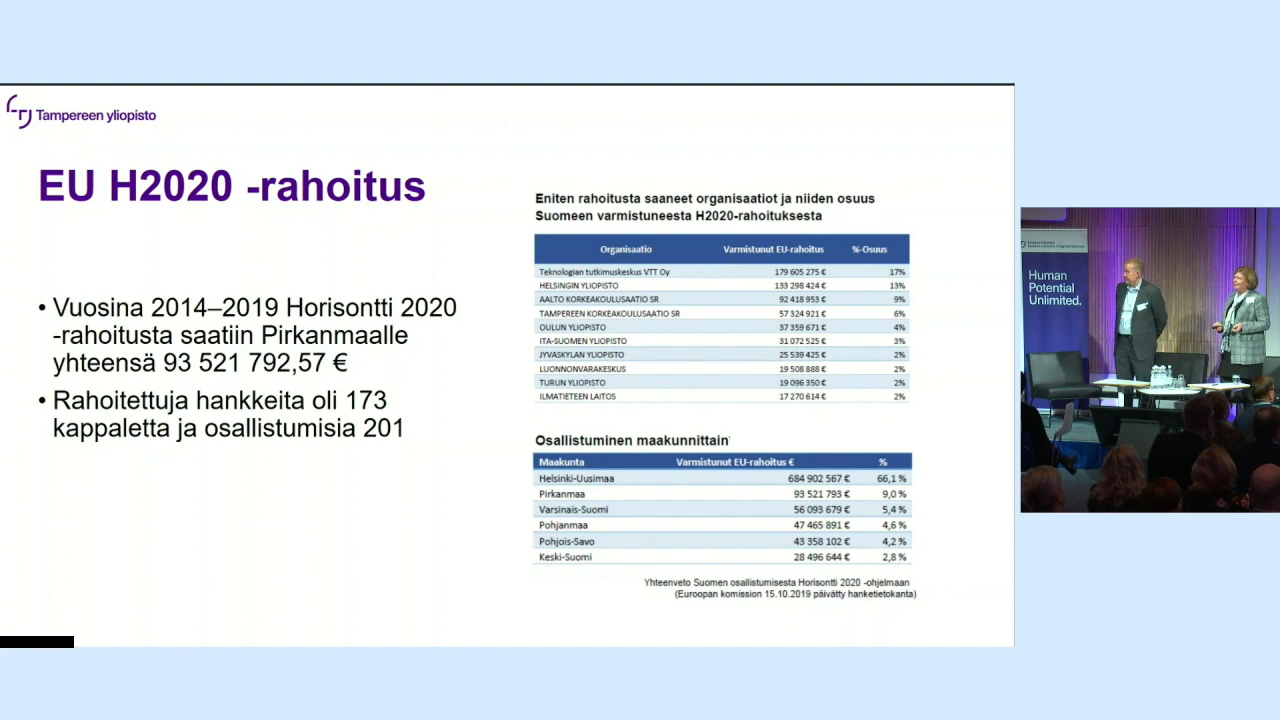 Tampereen yliopisto
EU H2020 -rahoitus
• Vuosina 2014–2019 Horisontti 2020
-rahoitusta saatiin Pirkanmaalle
yhteensä 93 521 792,57 €
• Rahoitettuja hankkeita oli 173
kappaletta ja osallistumisia 201
Eniten rahoitusta saaneet organisaatiot ja niiden osuus
Suomeen varmistuneesta H2020-rahoituksesta
Organisaatio Varmistunut EU-rahoitus %-Osuus
Teknologian tutkimuskeskus VTT Oy 179 605 275 € 17%
HELSINGIN YLIOPISTO 133 298 424 € 13%
AALTO KORKEAKOULUSAATIO SR 92 418 953 € 9%
TAMPEREEN KORKEAKOULUSAATIO SR 57 324 921 € 6%
OULUN YLIOPISTO 37 359 671 € 4%
ITA-SUOMEN YLIOPISTO 31 072 525 € 3%
JYVASKYLAN YLIOPISTO 25 539 425 € 2%
LUONNONVARAKESKUS 19 508 888 € 2%
TURUN YLIOPISTO 19 096 350 € 2%
ILMATIETEEN LAITOS 17 270 614 € 2%
Osallistuminen maakunnittain
Maakunta Varmistunut EU-rahoitus € %
Helsinki-Uusimaa 684 902 567 € 66,1 %
Pirkanmaa 93 521 793 € 9,0 %
Varsinais-Suomi 56 093 679 € 5,4 %
Pohjanmaa 47 465 891 € 4,6 %
Pohjois-Savo 43 358 102 € 4,2 %
Keski-Suomi 28 496 644 € 2,8 %
Yhteenveto Suomen osallistumisesta Horisontti 2020 -ohjelmaan
(Euroopan komission 15.10.2019 päivätty hanketietokanta)
Human
Potential
Unlimited.